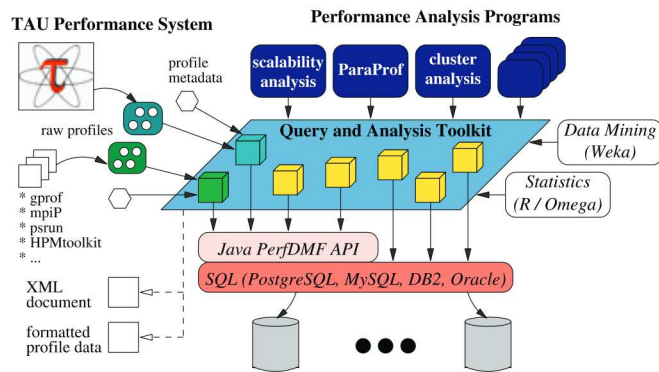 TAU Performance System
Performance Analysis Programs
profile
metadata
scalability
analysis
ParaProf
cluster
analysis
raw profiles
Query and Analysis Toolkit
Data Mining
(Weka)
Statistics
(R / Omega)
* gprof
* mpiP
* psrun
* HPMtoolkit
* ...
Java PerfDMF API
SQL (PostgreSQL, MySQL, DB2, Oracle)
XML
document
formatted
profile data
τ